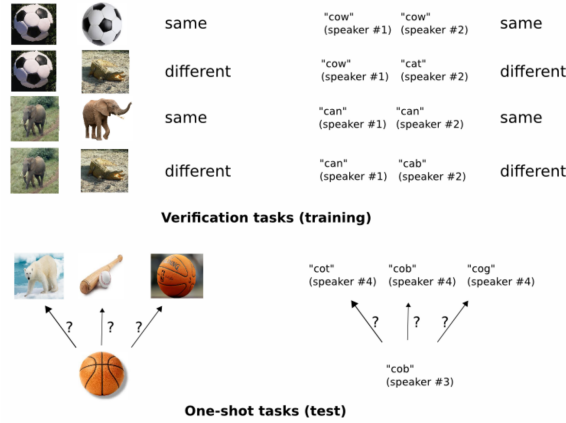 same
"cow" "cow" same
(speaker #1) (speaker #2)
different
"cow" "cat" different
(speaker #1) (speaker #2)
same
"can" "can" same
(speaker #1) (speaker #2)
different
"can" "cab" different
(speaker #1) (speaker #2)
Verification tasks (training)
"cot" "cob" "cog"
(speaker #4) (speaker #4) (speaker #4)
? ? ?
? ? ?
"cob"
(speaker #3)
One-shot tasks (test)